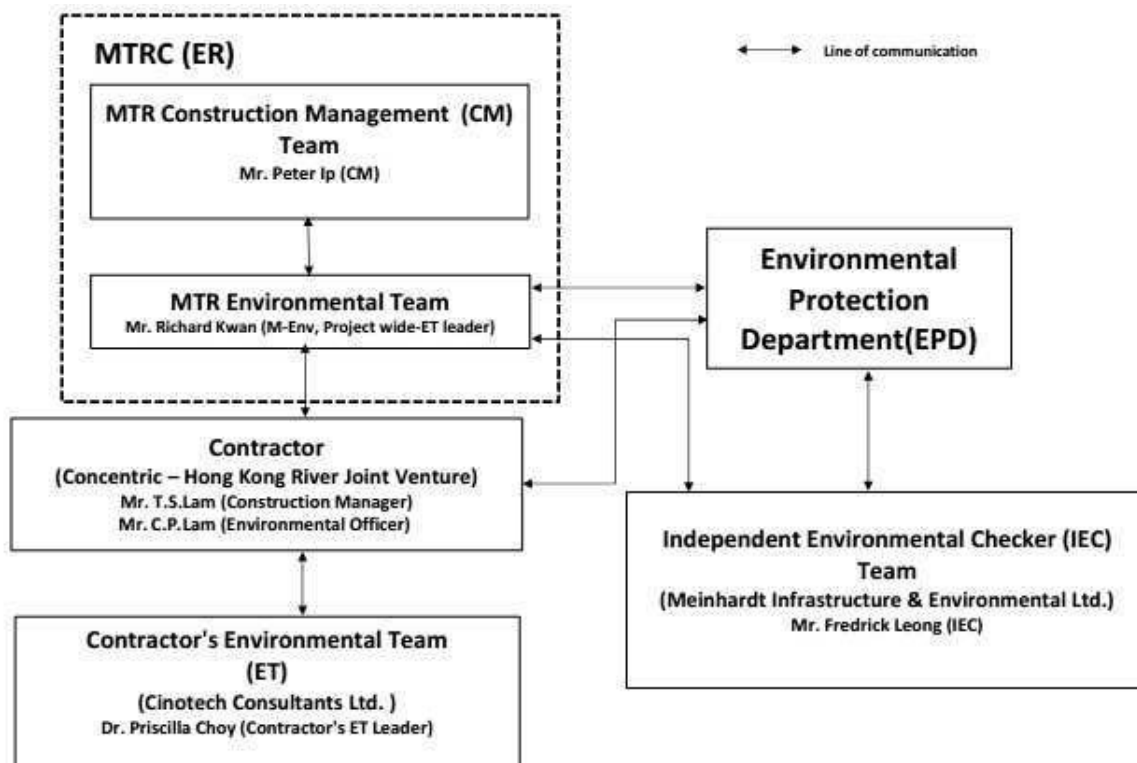 MTRC (ER)
Line of communication
MTR Construction Management (CM)
Team
Mr. Peter Ip (CM)
MTR Environmental Team
Mr. Richard Kwan (M-Env, Project wide-ET leader)
Environmental
Protection
Department(EPD)
Contractor
(Concentric – Hong Kong River Joint Venture)
Mr. T.S.Lam (Construction Manager)
Mr. C.P.Lam (Environmental Officer)
Independent Environmental Checker (IEC)
Team
(Meinhardt Infrastructure & Environmental Ltd.)
Mr. Fredrick Leong (IEC)
Contractor's Environmental Team
(ET)
(Cinotech Consultants Ltd. )
Dr. Priscilla Choy (Contractor's ET Leader)